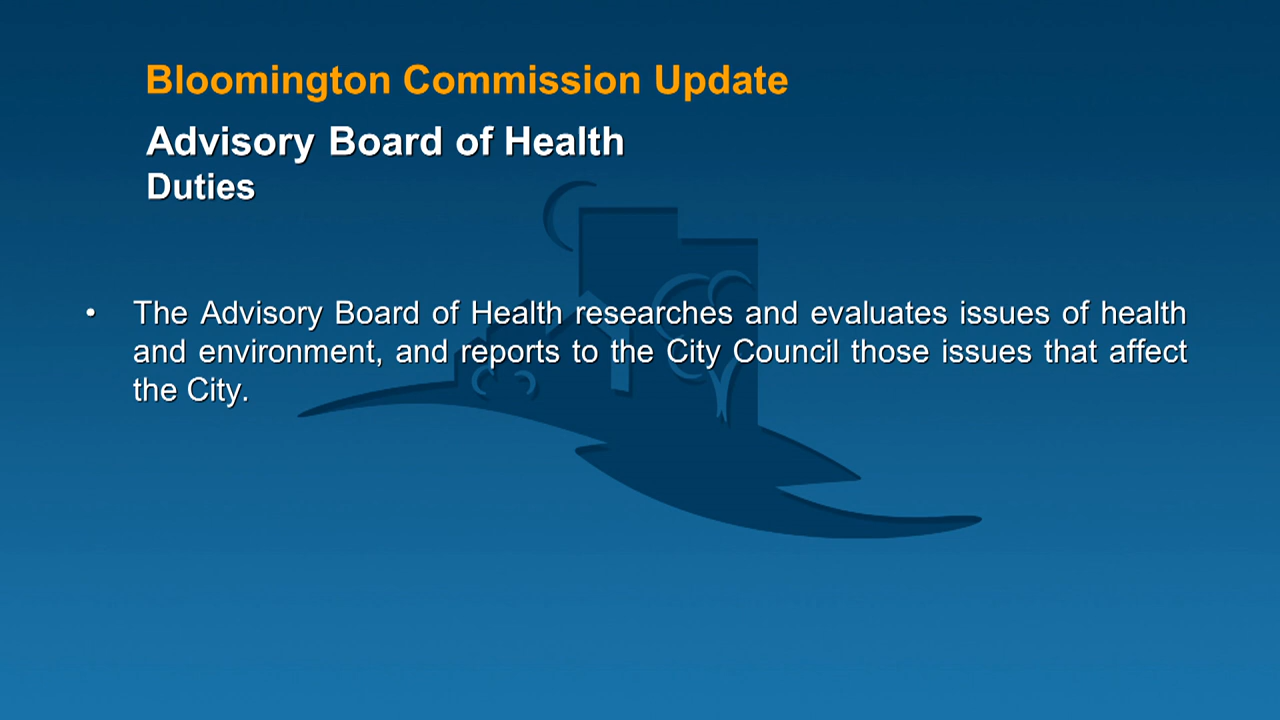 Bloomington Commission Update
Advisory Board of Health
Duties
• The Advisory Board of Health researches and evaluates issues of health
and environment, and reports to the City Council those issues that affect
the City.